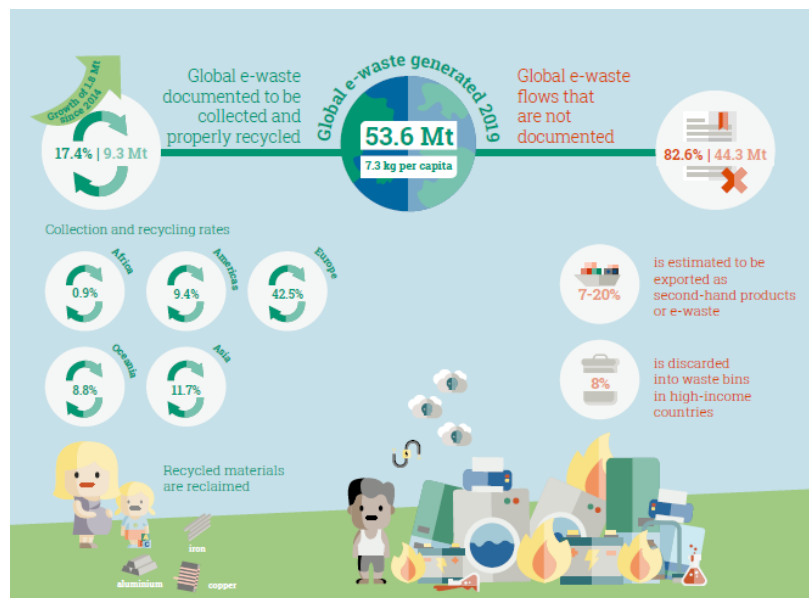 Growth of 1.8 Mt
since 2014
17.4% | 9.3 Mt
Global e-waste
documented to be
collected and
properly recycled
Global e-waste generated 2019
53.6 Mt
7.3 kg per capita
Global e-waste
flows that
are not
documented
82.6% | 44.3 Mt
Collection and recycling rates
Africa
0.9%
Americas
9.4%
Europe
42.5%
Oceania
8.8%
Asia
11.7%
7-20%
is estimated to be
exported as
second-hand products
or e-waste
8%
is discarded
into waste bins
in high-income
countries
Recycled materials
are reclaimed
iron
aluminium
copper